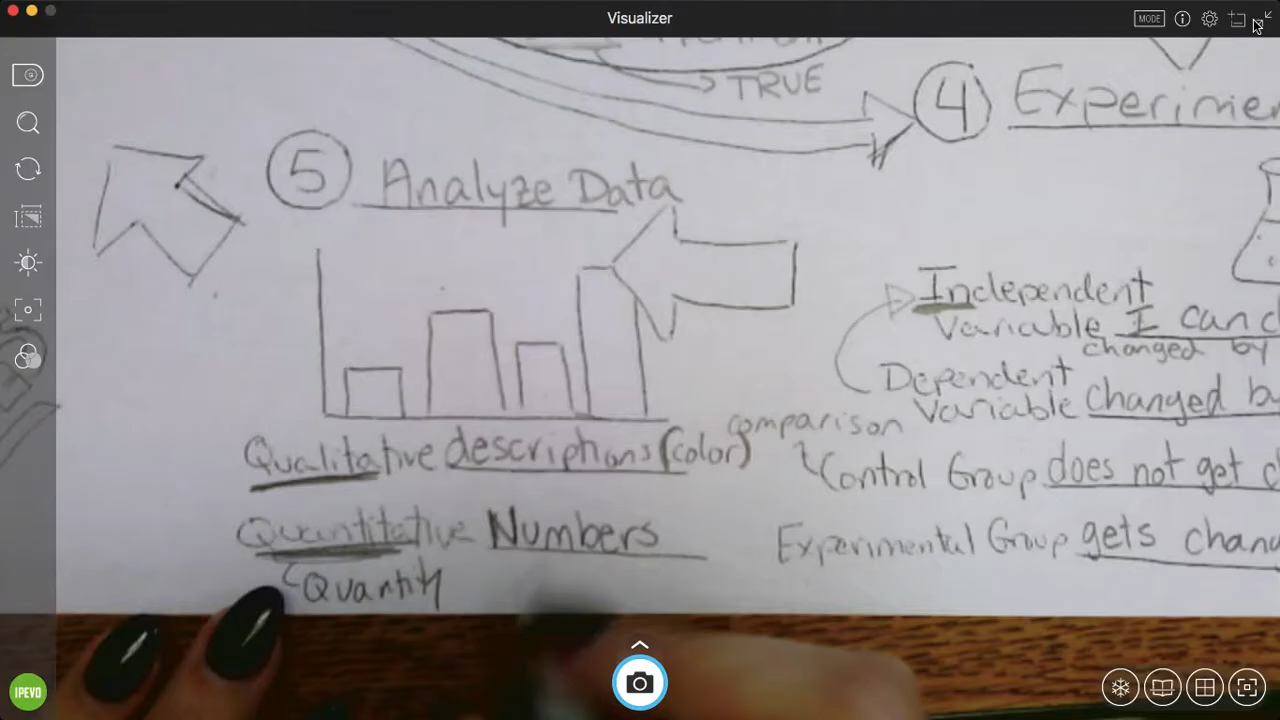 Visualizer
MODE
TRUE
4 Experimen
5 Analyze Data
Independent
Variable I can c
changed by
Dependent
Variable changed bu
comparison
Qualitative descriptions (color)
Control Group does not get c
Quantitative Numbers
Experimental Group gets chan
Quantity
IPEVO